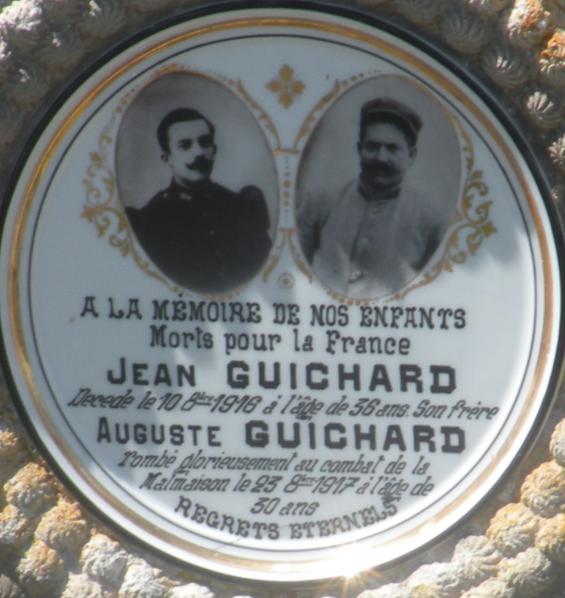 A LA MÉMOIRE DE NOS ENFANTS
Morts pour la France
JEAN GUICHARD
Décédé le 10 8bre 1916 à l'âge de 36 ans. Son frère
AUGUSTE GUICHARD
Tombé glorieusement au combat de la
Malmaison le 23 8bre 1917 à l'âge de
30 ans
REGRETS ETERNELS